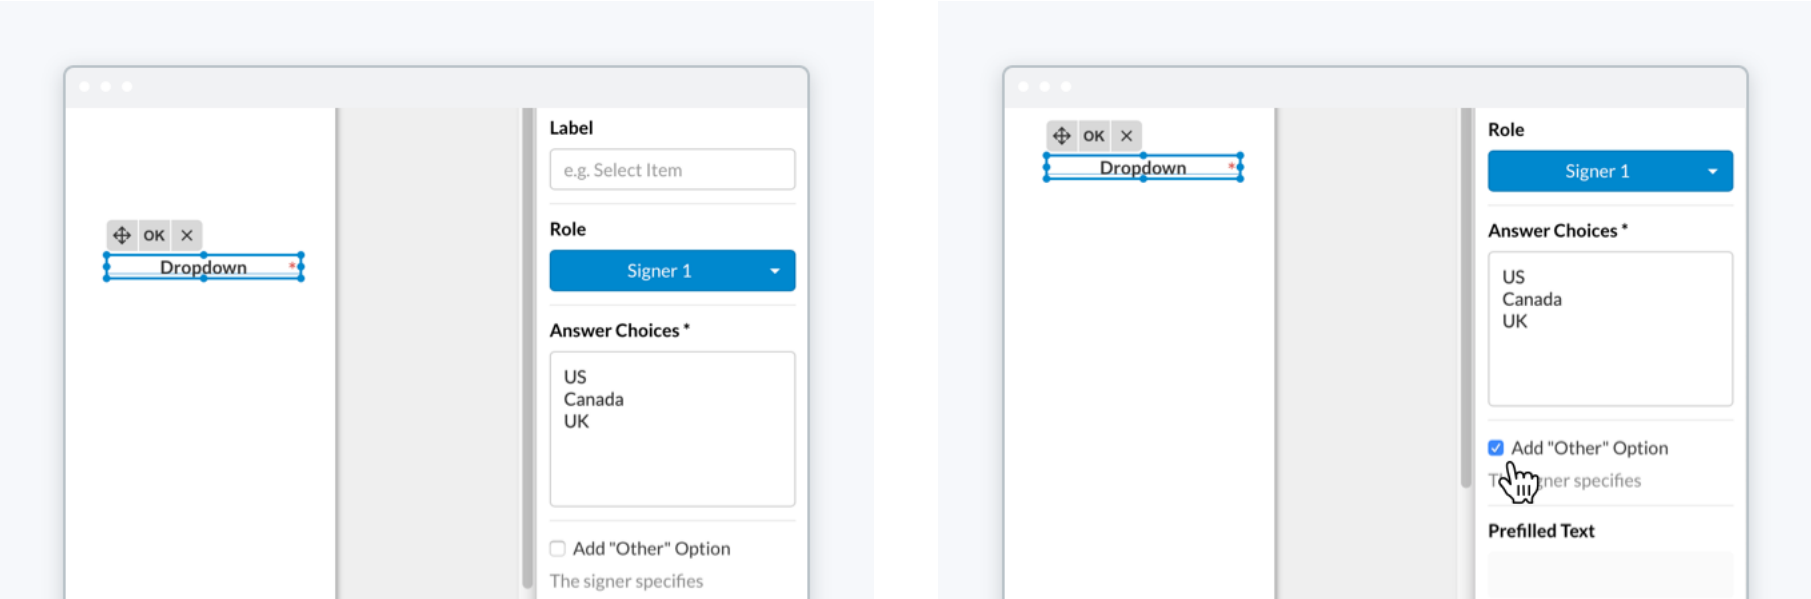 Label
e.g. Select Item
Role
OK
Dropdown *
Signer 1
Answer Choices *
US
Canada
UK
Add "Other" Option
The signer specifies
OK
Dropdown *
Role
Signer 1
Answer Choices *
US
Canada
UK
Add "Other" Option
specifies
Prefilled Text